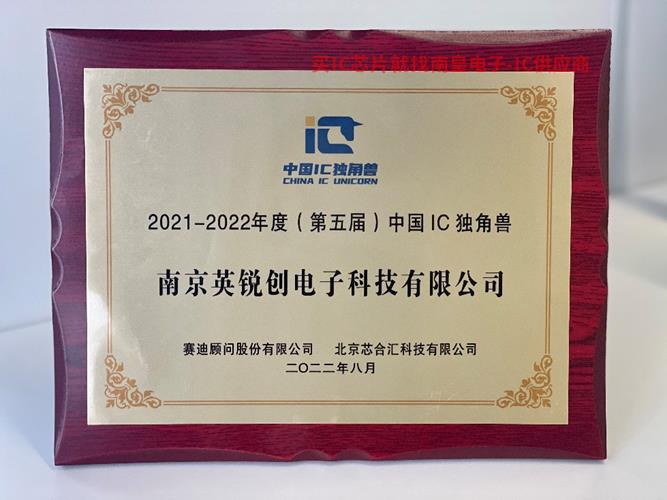 买IC芯片就找南皇电子-IC供应商
iC
中国IC独角兽
CHINA IC UNICORN
2021-2022年度(第五届)中国IC独角兽
南京英锐创电子科技有限公司
赛迪顾问股份有限公司 北京芯合汇科技有限公司
二〇二二年八月